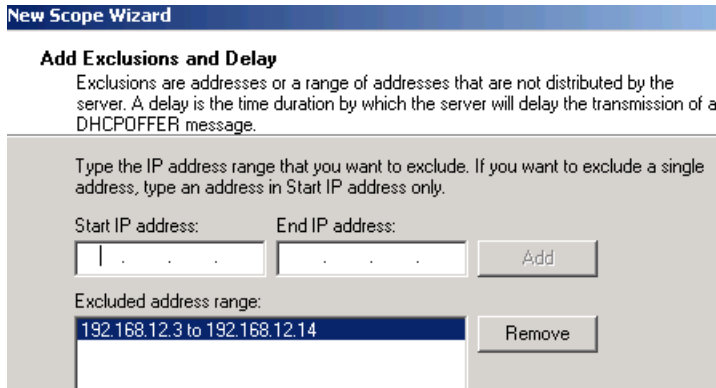 New Scope Wizard
Add Exclusions and Delay
Exclusions are addresses or a range of addresses that are not distributed by the
server. A delay is the time duration by which the server will delay the transmission of a
DHCPOFFER message.
Type the IP address range that you want to exclude. If you want to exclude a single
address, type an address in Start IP address only.
Start IP address: End IP address:
Add
Excluded address range:
192.168.12.3 to 192.168.12.14 Remove